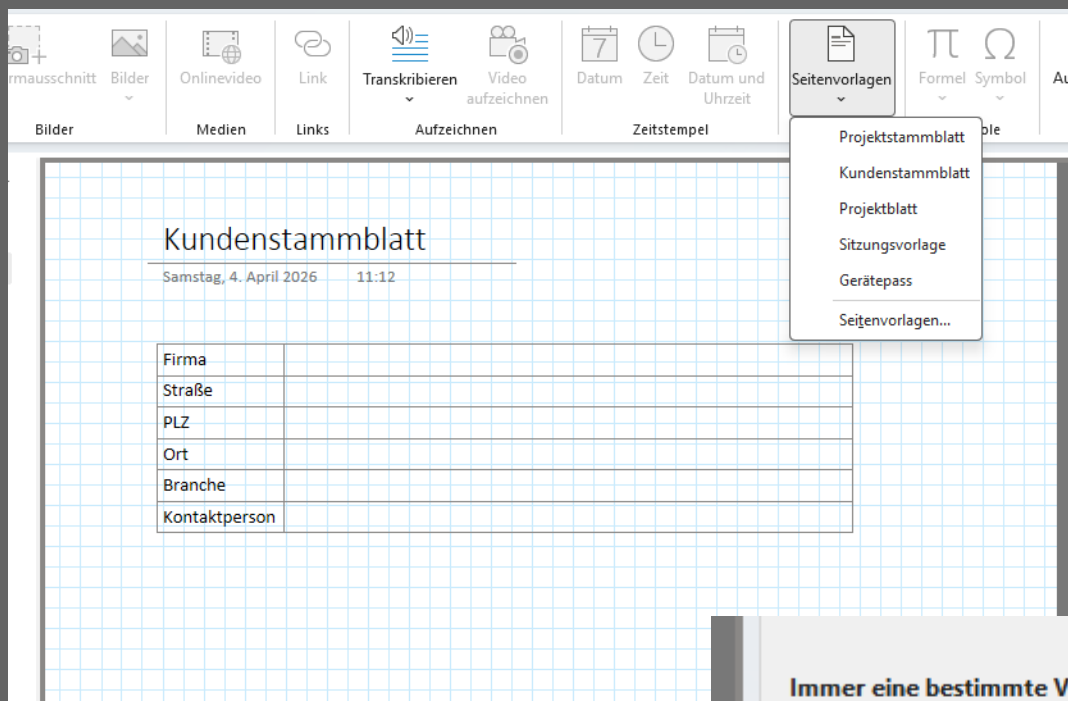 rmausschnitt Bilder Onlinevideo Link Transkribieren Video aufzeichnen Datum Zeit Datum und Uhrzeit Seitenvorlagen Formel Symbol Au
Bilder Medien Links Aufzeichnen Zeitstempel ole
Projektstammblatt
Kundenstammblatt
Projektblatt
Sitzungsvorlage
Gerätepass
Seitenvorlagen...
Kundenstammblatt
Samstag, 4. April 2026 11:12
Firma
Straße
PLZ
Ort
Branche
Kontaktperson
Immer eine bestimmte V